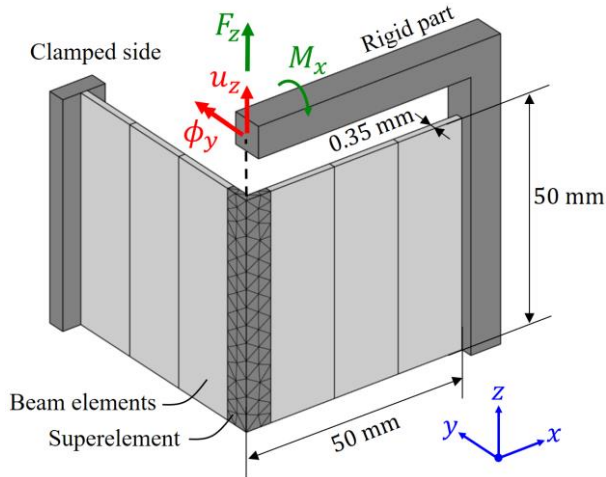 Clamped side
F_z
M_x
Rigid part
u_z
ϕ_y
0.35 mm
50 mm
Beam elements
Superelement
50 mm
z
y
x